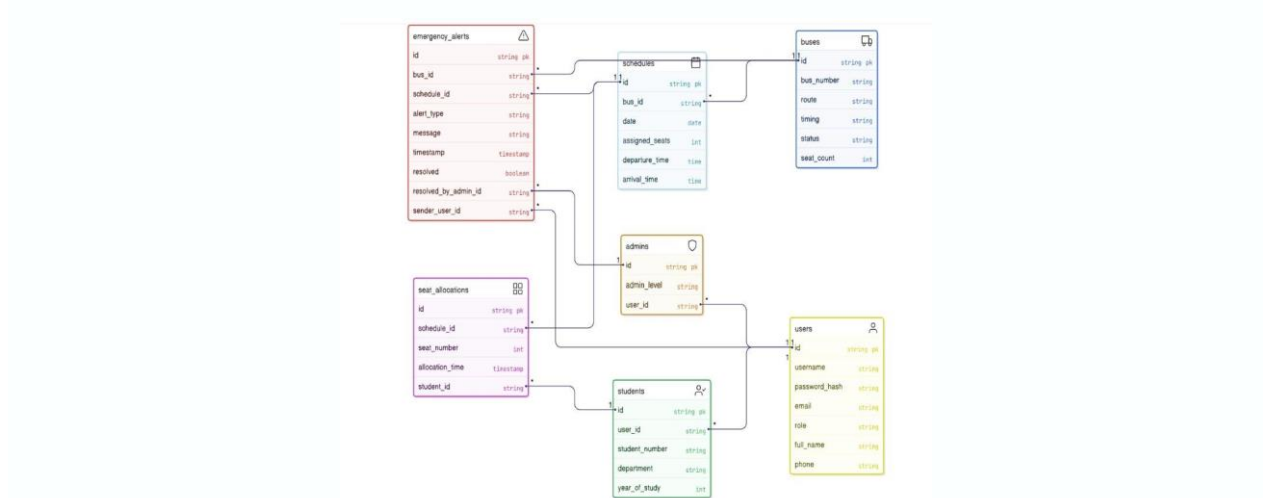 emergency_alerts
id string pk
bus_id string
schedule_id string
alert_type string
message string
timestamp timestamp
resolved boolean
resolved_by_admin_id string
sender_user_id string
schedules
id string pk
bus_id string
date date
assigned_seats int
departure_time time
arrival_time time
buses
id string pk
bus_number string
route string
timing string
status string
seat_count int
admins
id string pk
admin_level string
user_id string
seat_allocations
id string pk
schedule_id string
seat_number int
allocation_time timestamp
student_id string
students
id string pk
user_id string
student_number string
department string
year_of_study int
users
id string pk
username string
password_hash string
email string
role string
full_name string
phone string